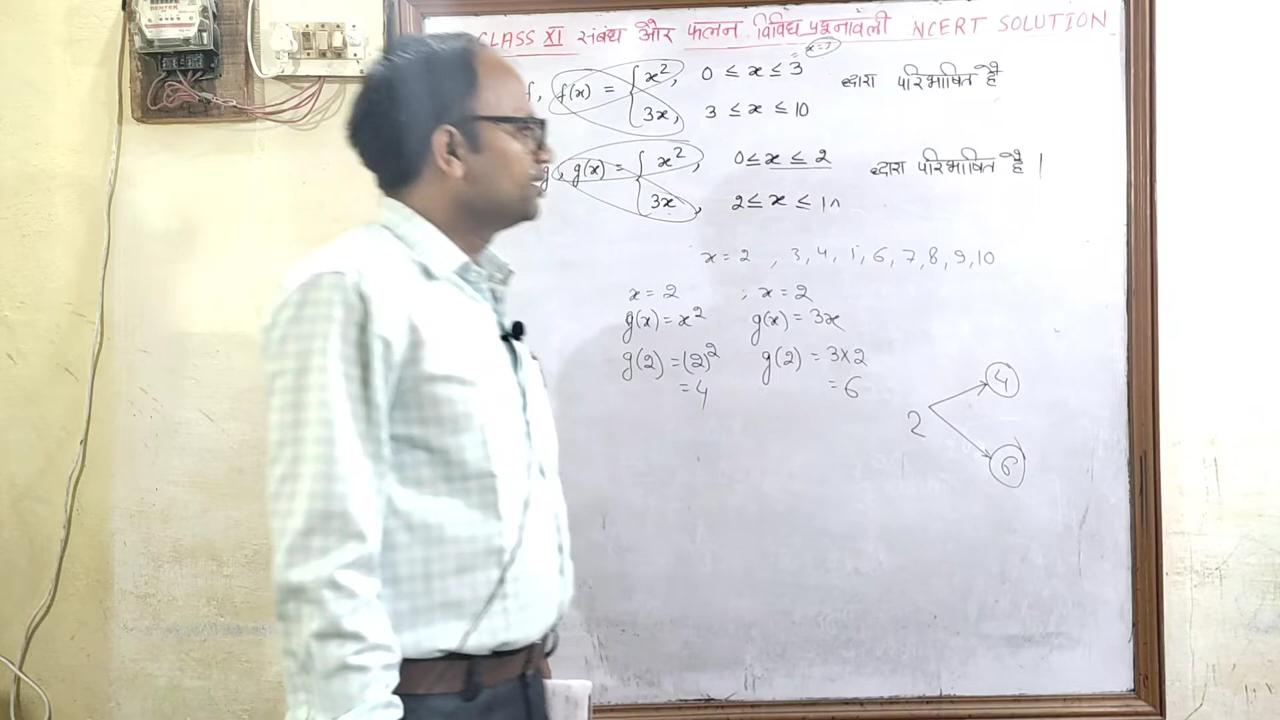 CLASS XI संबंध और फलन विविध प्रश्नावली NCERT SOLUTION
x=3
f, f(x) = { x², 0 ≤ x ≤ 3
3x, 3 ≤ x ≤ 10
द्वारा परिभाषित है
g, g(x) = { x², 0 ≤ x ≤ 2
3x, 2 ≤ x ≤ 10
द्वारा परिभाषित है।
x = 2 , 3, 4, 5, 6, 7, 8, 9, 10
x = 2 ; x = 2
g(x) = x² g(x) = 3x
g(2) = (2)² g(2) = 3×2
= 4 = 6
2 4
6